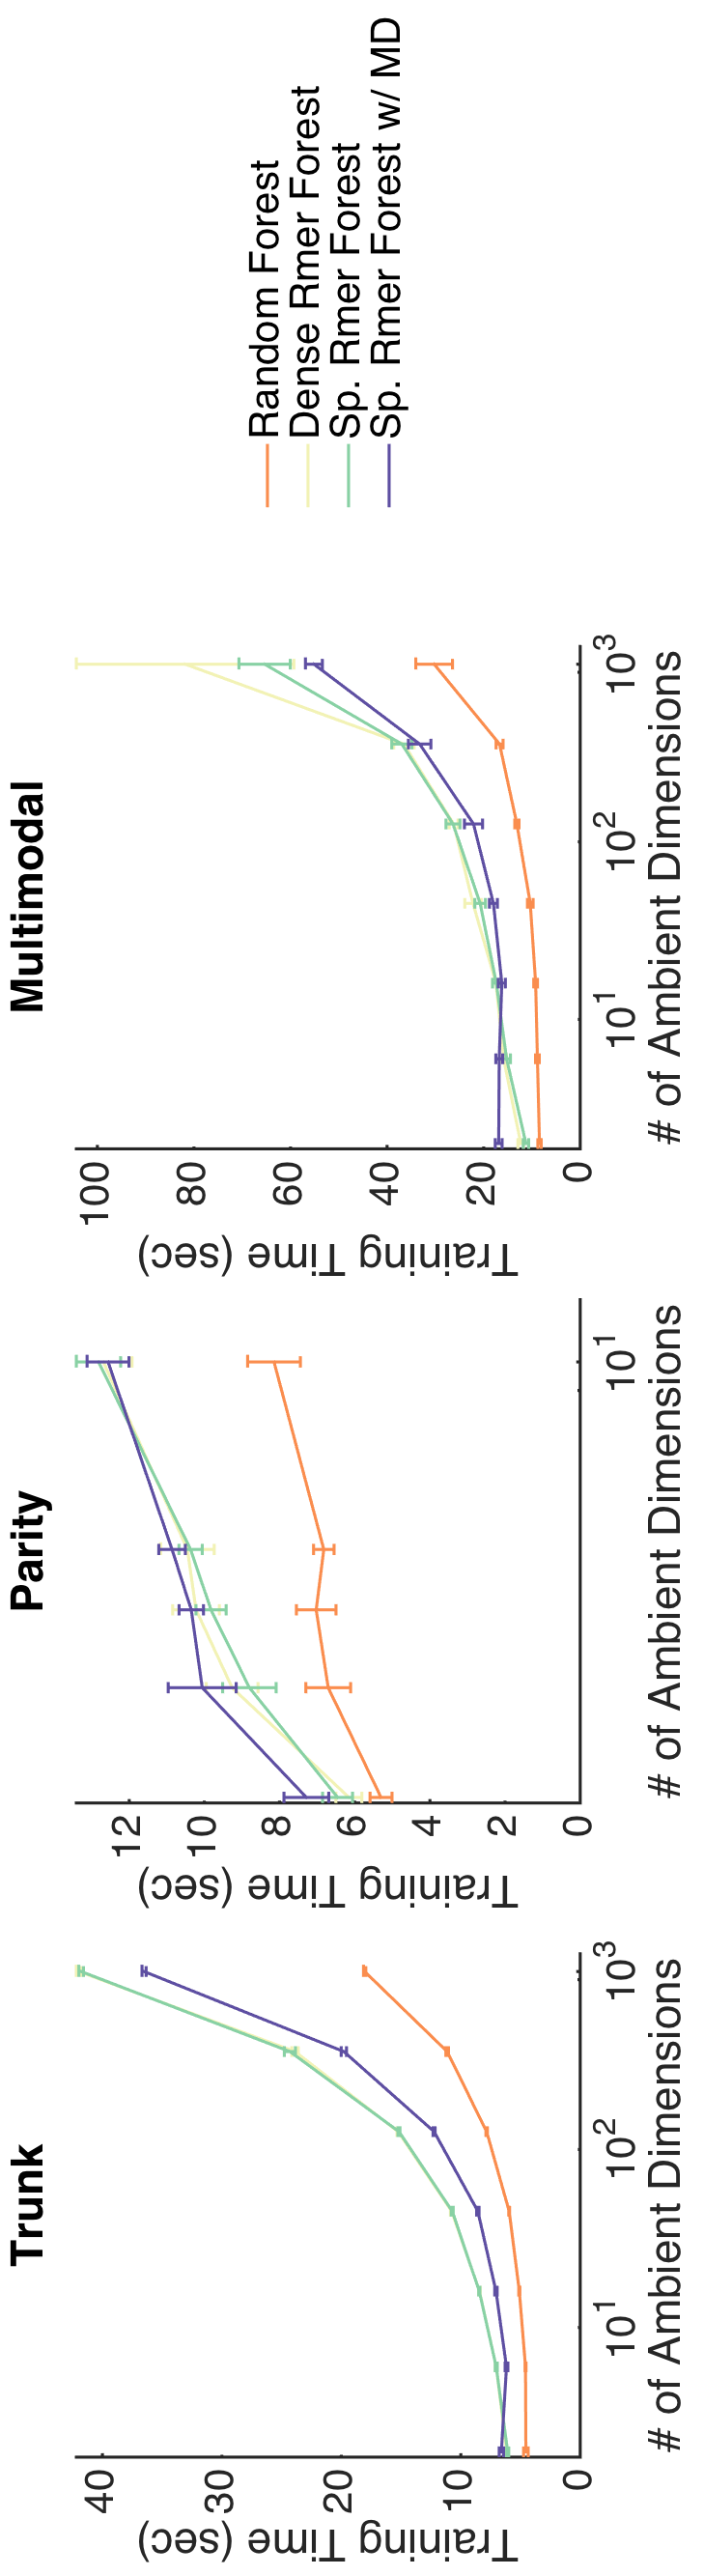 Trunk
Training Time (sec)
40
30
20
10
0
10^1
10^2
10^3
# of Ambient Dimensions
Parity
Training Time (sec)
12
10
8
6
4
2
0
10^1
# of Ambient Dimensions
Multimodal
Training Time (sec)
100
80
60
40
20
0
10^1
10^2
10^3
# of Ambient Dimensions
Random Forest
Dense Rmer Forest
Sp. Rmer Forest
Sp. Rmer Forest w/ MD